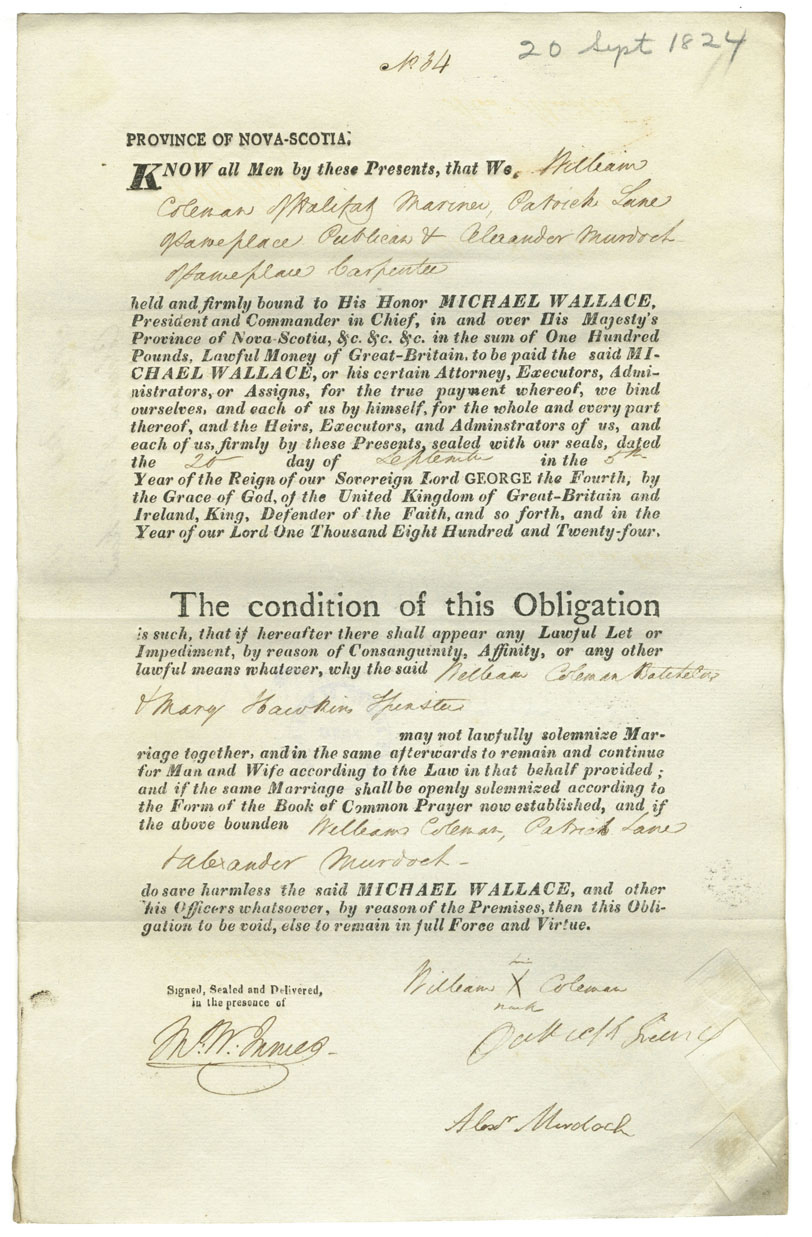 20 Sept 1824
No 34
PROVINCE OF NOVA-SCOTIA.
KNOW all Men by these Presents, that We, William
Coleman of Halifax Mariner, Patrick Lane
of same place Publican & Alexander Murdoch
of same place Carpenter
held and firmly bound to His Honor MICHAEL WALLACE,
President and Commander in Chief, in and over His Majesty's
Province of Nova-Scotia, &c. &c. &c. in the sum of One Hundred
Pounds, Lawful Money of Great-Britain, to be paid the said MI-
CHAEL WALLACE, or his certain Attorney, Executors, Admi-
nistrators, or Assigns, for the true payment whereof, we bind
ourselves, and each of us by himself, for the whole and every part
thereof, and the Heirs, Executors, and Adminstrators of us, and
each of us, firmly by these Presents, sealed with our seals, dated
the 20 day of September in the 5th
Year of the Reign of our Sovereign Lord GEORGE the Fourth, by
the Grace of God, of the United Kingdom of Great-Britain and
Ireland, King, Defender of the Faith, and so forth, and in the
Year of our Lord One Thousand Eight Hundred and Twenty-four.
The condition of this Obligation
is such, that if hereafter there shall appear any Lawful Let or
Impediment, by reason of Consanguinity, Affinity, or any other
lawful means whatever, why the said William Coleman Batchelor
& Mary Hawkins Spinster
may not lawfully solemnize Mar-
riage together, and in the same afterwards to remain and continue
for Man and Wife according to the Law in that behalf provided ;
and if the same Marriage shall be openly solemnized according to
the Form of the Book of Common Prayer now established, and if
the above bounden William Coleman, Patrick Lane
& Alexander Murdoch -
do save harmless the said MICHAEL WALLACE, and other
his Officers whatsoever, by reason of the Premises, then this Obli-
gation to be void, else to remain in full Force and Virtue.
his
William X Coleman
mark
Signed, Sealed and Delivered,
in the presence of
Patrick
Alexr Murdoch